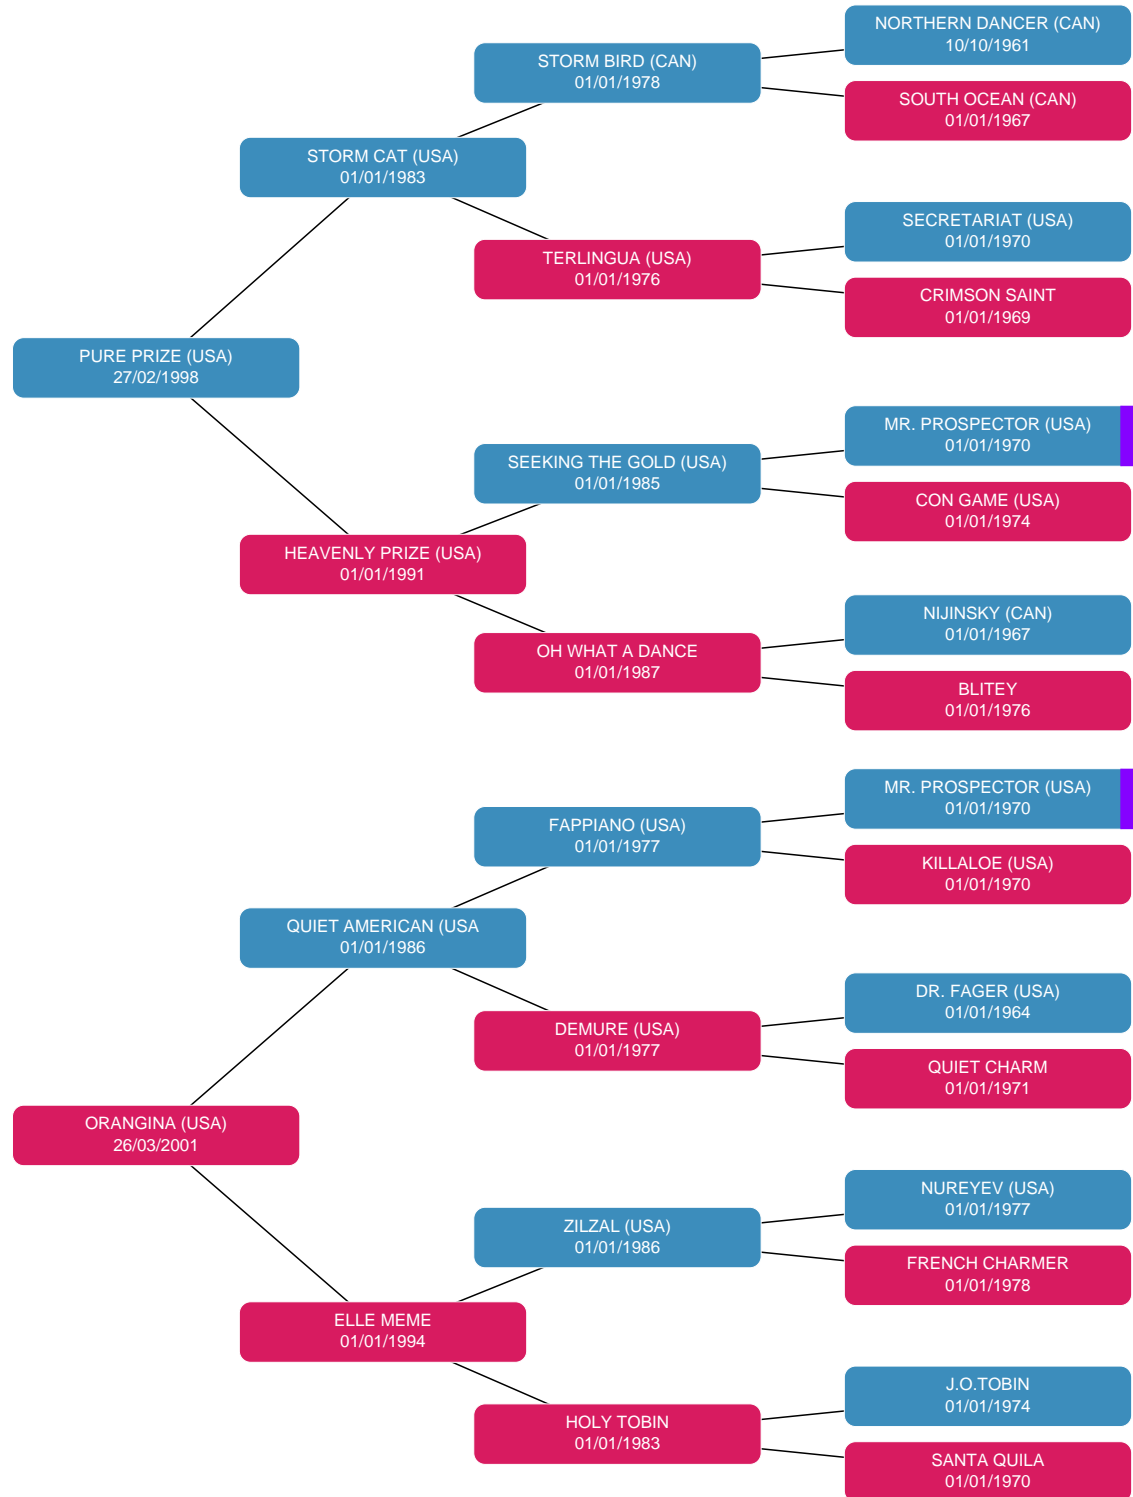 NORTHERN DANCER (CAN)
10/10/1961
STORM BIRD (CAN)
01/01/1978
SOUTH OCEAN (CAN)
01/01/1967
STORM CAT (USA)
01/01/1983
SECRETARIAT (USA)
01/01/1970
TERLINGUA (USA)
01/01/1976
CRIMSON SAINT
01/01/1969
PURE PRIZE (USA)
27/02/1998
MR. PROSPECTOR (USA)
01/01/1970
SEEKING THE GOLD (USA)
01/01/1985
CON GAME (USA)
01/01/1974
HEAVENLY PRIZE (USA)
01/01/1991
NIJINSKY (CAN)
01/01/1967
OH WHAT A DANCE
01/01/1987
BLITEY
01/01/1976
MR. PROSPECTOR (USA)
01/01/1970
FAPPIANO (USA)
01/01/1977
KILLALOE (USA)
01/01/1970
QUIET AMERICAN (USA
01/01/1986
DR. FAGER (USA)
01/01/1964
DEMURE (USA)
01/01/1977
QUIET CHARM
01/01/1971
ORANGINA (USA)
26/03/2001
NUREYEV (USA)
01/01/1977
ZILZAL (USA)
01/01/1986
FRENCH CHARMER
01/01/1978
ELLE MEME
01/01/1994
J.O.TOBIN
01/01/1974
HOLY TOBIN
01/01/1983
SANTA QUILA
01/01/1970